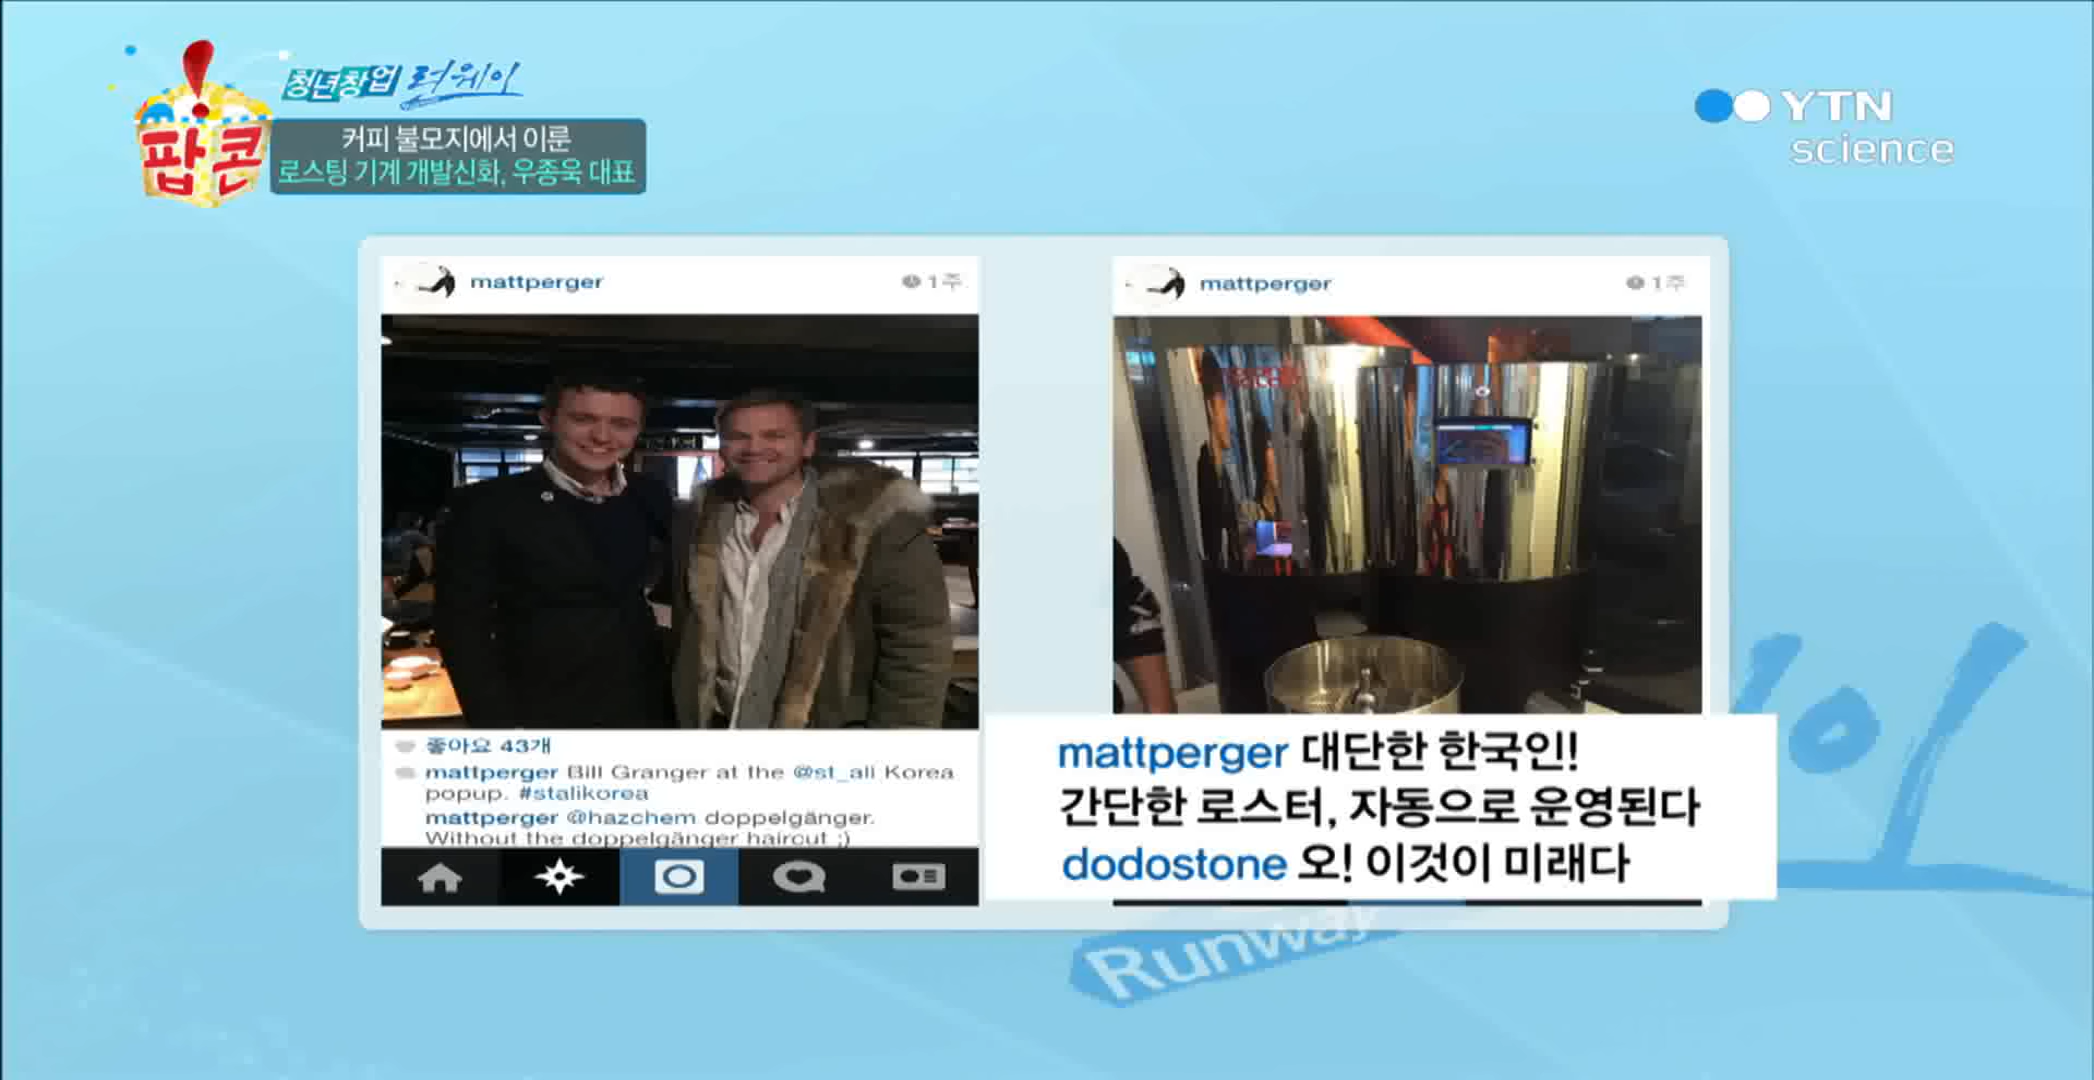 청년창업 런웨이
팝콘
커피 불모지에서 이룬
로스팅 기계 개발신화, 우종욱 대표
YTN
science
mattperger
1주
좋아요 43개
mattperger Bill Granger at the @st_ali Korea
popup. #stalikorea
mattperger @hazchem doppelgänger.
Without the doppelgänger haircut ;)
mattperger
1주
mattperger 대단한 한국인!
간단한 로스터, 자동으로 운영된다
dodostone 오! 이것이 미래다
이
Runway